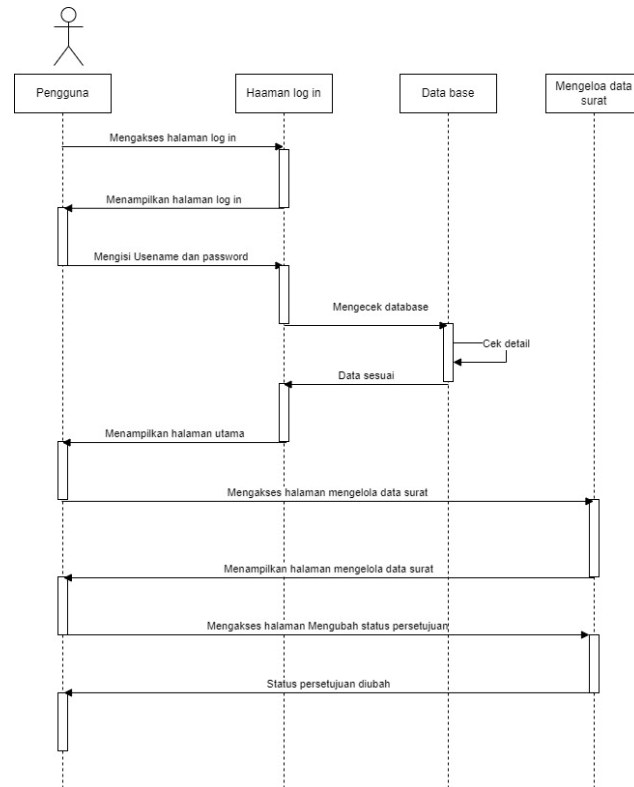 Pengguna
Haaman log in
Data base
Mengeloa data
surat
Mengakses halaman log in
Menampilkan halaman log in
Mengisi Usename dan password
Mengecek database
Cek detail
Data sesuai
Menampilkan halaman utama
Mengakses halaman mengelola data surat
Menampilkan halaman mengelola data surat
Mengakses halaman Mengubah status persetujuan
Status persetujuan diubah